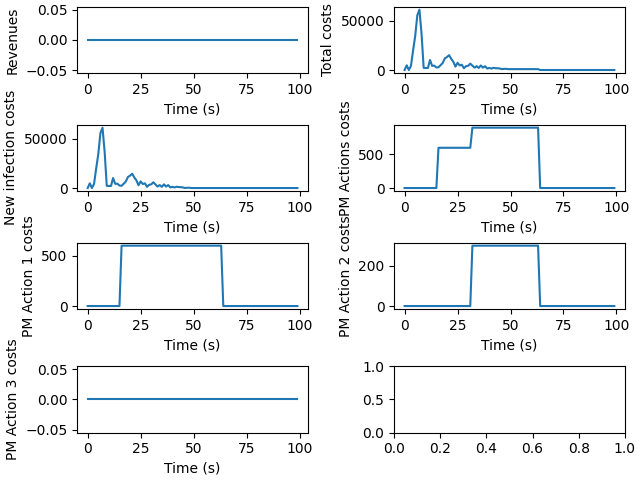 Revenues
0.05
0.00
−0.05
0 25 50 75 100
Time (s)
Total costs
50000
0
0 25 50 75 100
Time (s)
New infection costs
50000
0
0 25 50 75 100
Time (s)
PM Actions costs
500
0
0 25 50 75 100
Time (s)
PM Action 1 costs
500
0
0 25 50 75 100
Time (s)
PM Action 2 costs
200
0
0 25 50 75 100
Time (s)
PM Action 3 costs
0.05
0.00
−0.05
0 25 50 75 100
Time (s)
1.0
0.5
0.0
0.0 0.2 0.4 0.6 0.8 1.0